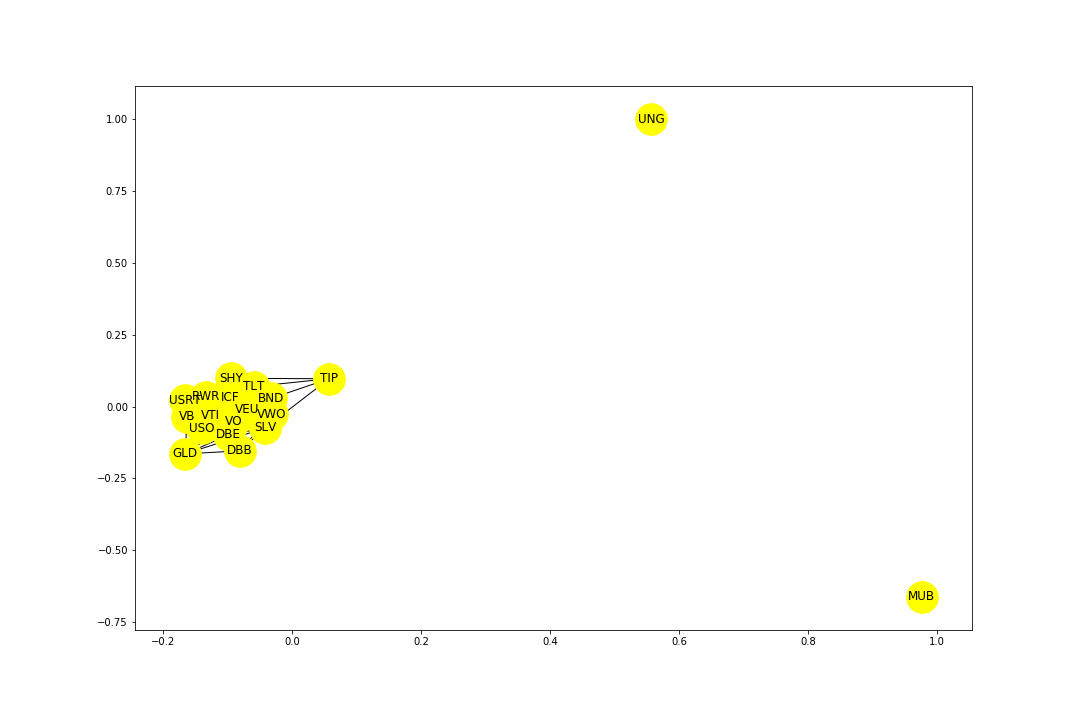 1.00
UNG
0.75
0.50
0.25
SHY
TIP
TLT
RWR
ICF
BND
USRT
0.00
VEU
VB
VTI
VWO
VO
USO
SLV
DBE
GLD
DBB
−0.25
−0.50
MUB
−0.75
−0.2
0.0
0.2
0.4
0.6
0.8
1.0